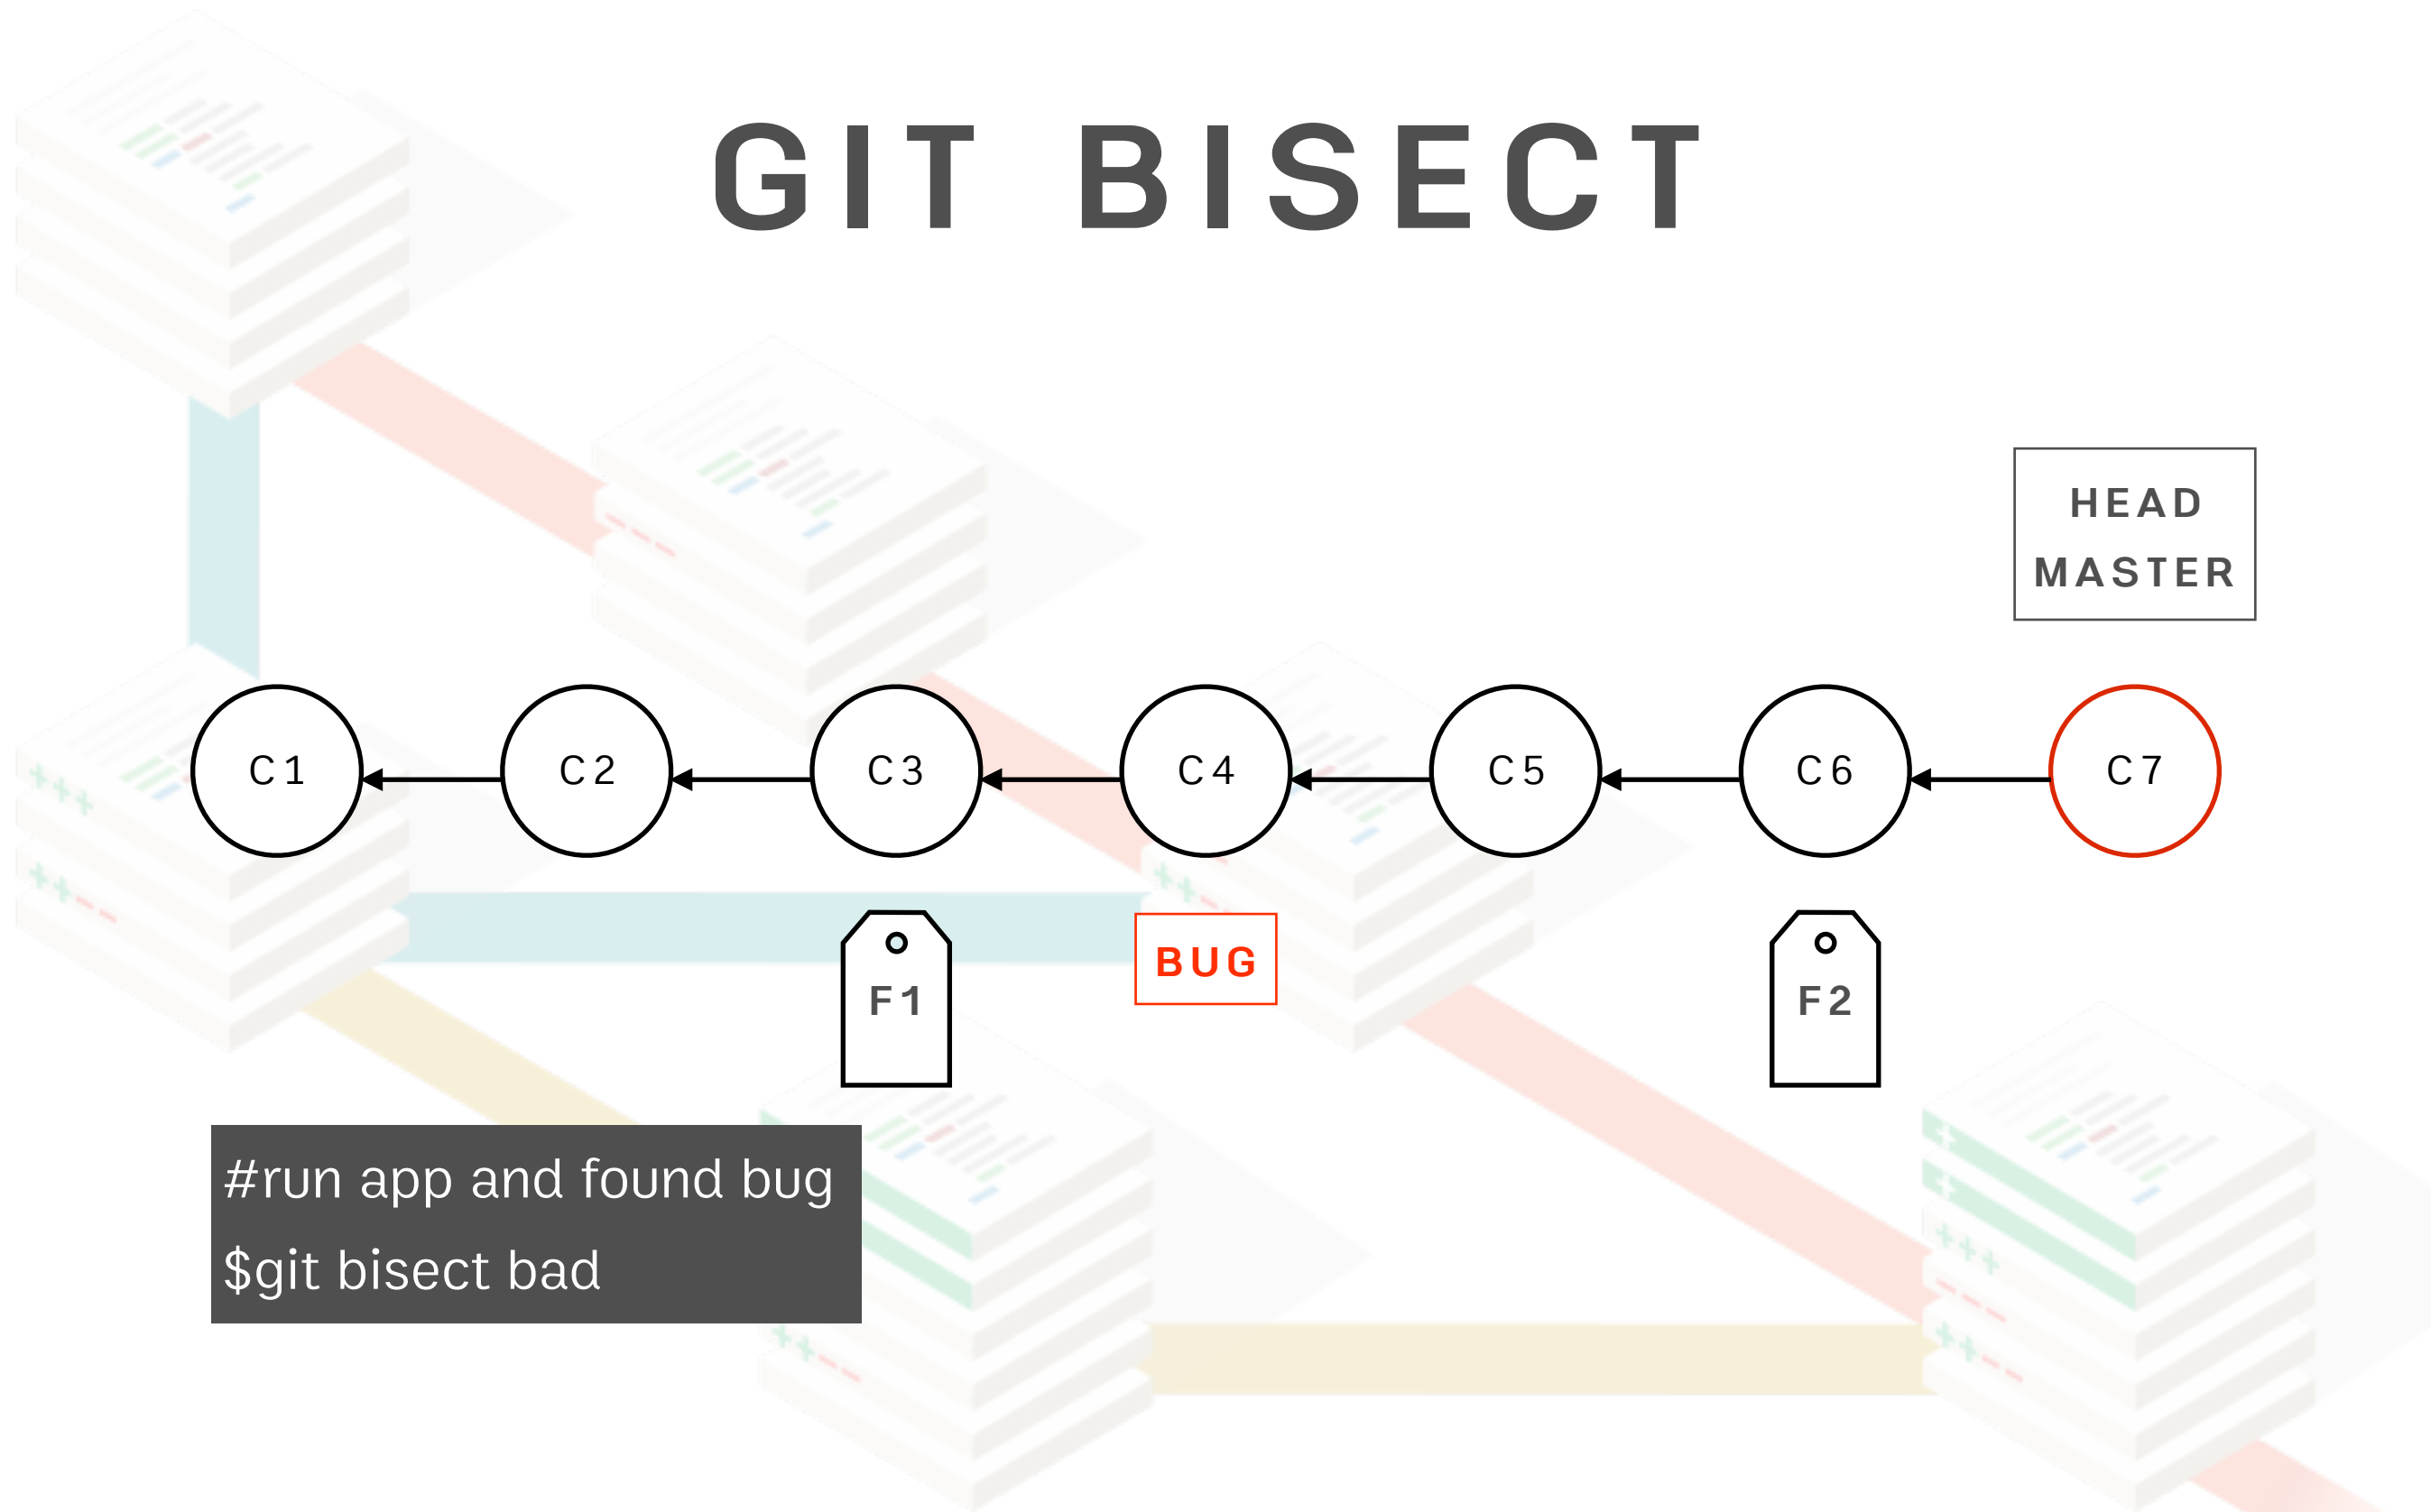 GIT BISECT
HEAD
MASTER
C1
C2
C3
C4
C5
C6
C7
F1
BUG
F2
#run app and found bug
$git bisect bad